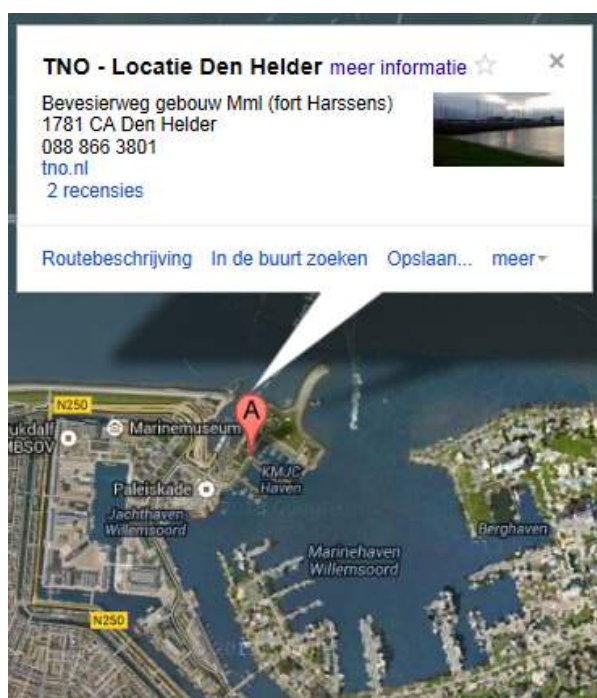 TNO - Locatie Den Helder meer informatie
Bevesierweg gebouw Mml (fort Harssens)
1781 CA Den Helder
088 866 3801
tno.nl
2 recensies
Routebeschrijving In de buurt zoeken Opslaan... meer
N250
A
ukdalf
MBSOV
Marinemuseum
KMJC
Haven
Paleiskade
Jachthaven
Willemsoord
Berghaven
Marinehaven
Willemsoord
N250